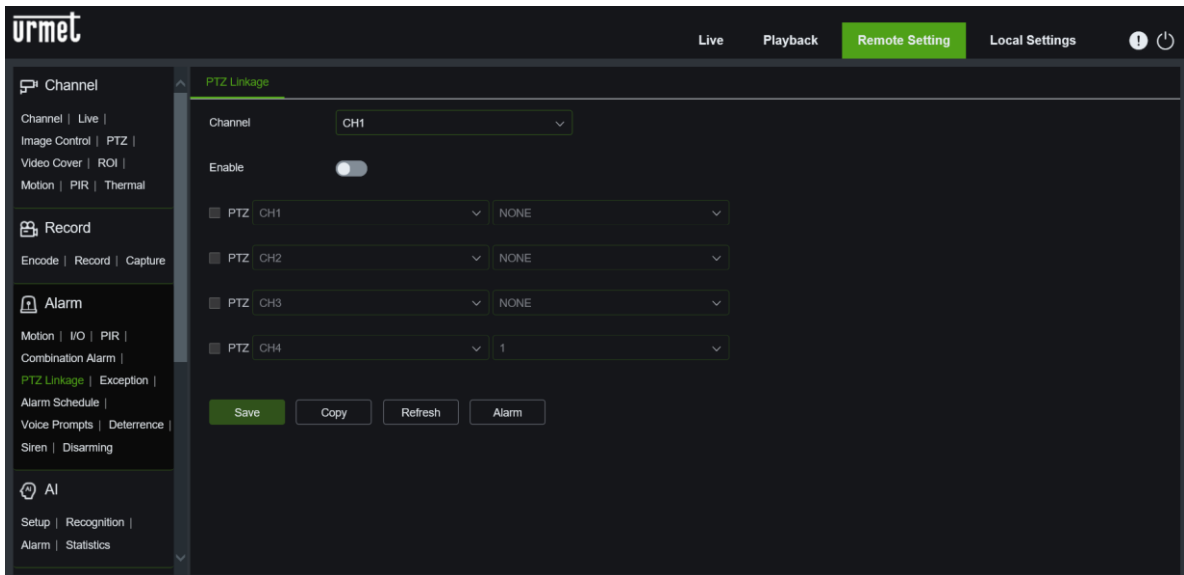 urmet
Live Playback Remote Setting Local Settings
Channel
Channel | Live |
Image Control | PTZ |
Video Cover | ROI |
Motion | PIR | Thermal
Record
Encode | Record | Capture
Alarm
Motion | I/O | PIR |
Combination Alarm |
PTZ Linkage | Exception |
Alarm Schedule |
Voice Prompts | Deterrence |
Siren | Disarming
AI
Setup | Recognition |
Alarm | Statistics
PTZ Linkage
Channel CH1
Enable
PTZ CH1 NONE
PTZ CH2 NONE
PTZ CH3 NONE
PTZ CH4 1
Save Copy Refresh Alarm